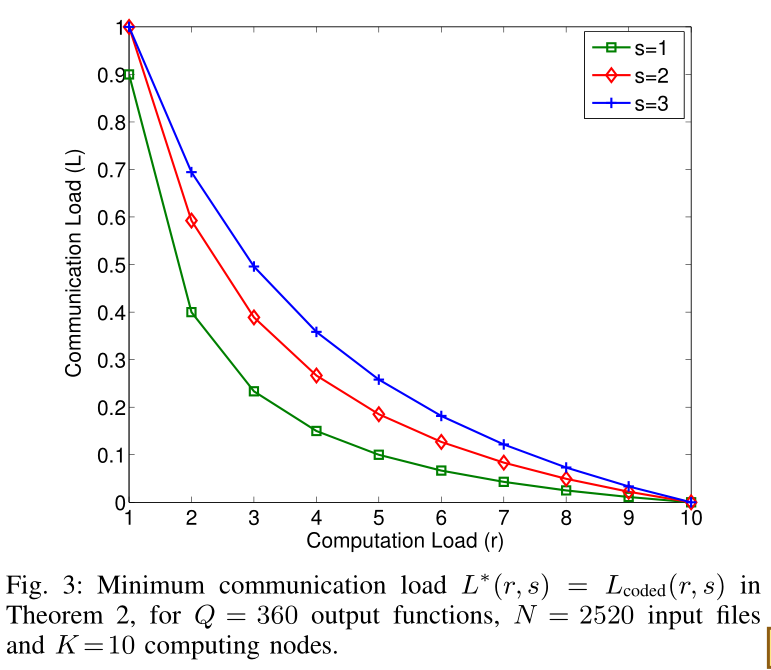 1
0.9
0.8
0.7
0.6
0.5
0.4
0.3
0.2
0.1
0
Communication Load (L)
s=1
s=2
s=3
1 2 3 4 5 6 7 8 9 10
Computation Load (r)
Fig. 3: Minimum communication load L*(r, s) = Lcoded(r, s) in
Theorem 2, for Q = 360 output functions, N = 2520 input files
and K = 10 computing nodes.